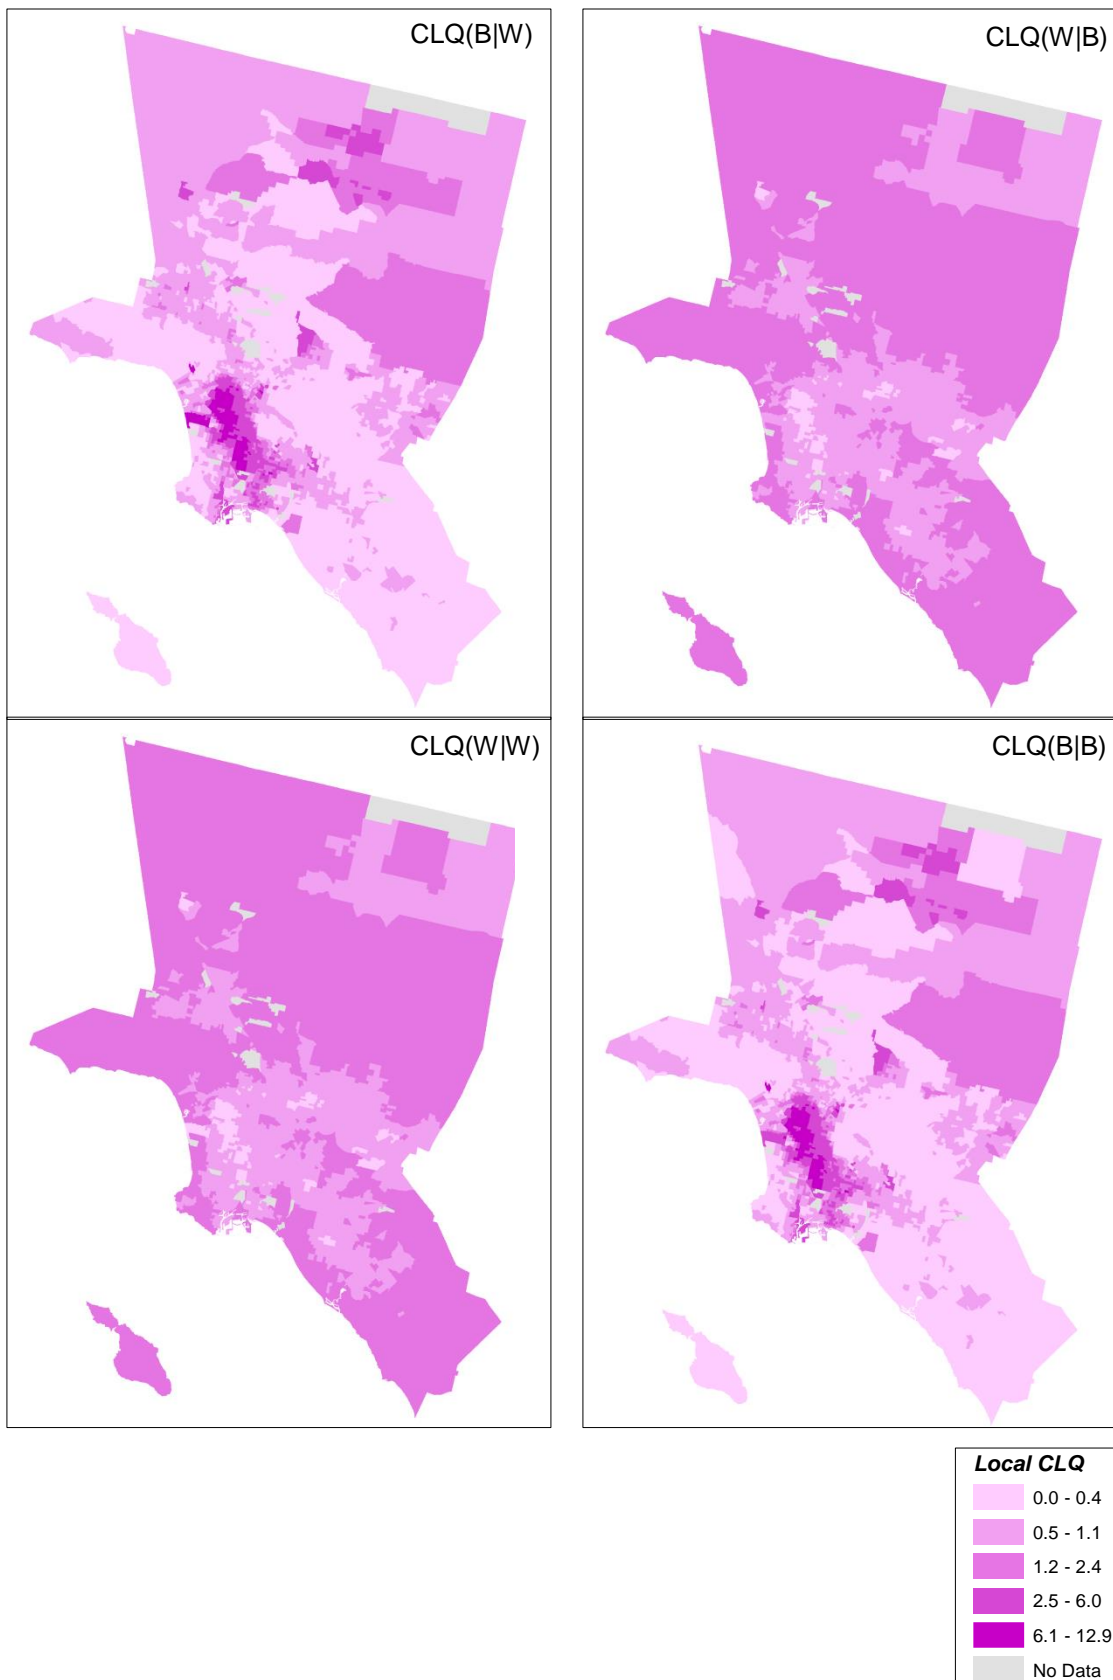 CLQ(B|W)
CLQ(W|B)
CLQ(W|W)
CLQ(B|B)
Local CLQ
0.0 - 0.4
0.5 - 1.1
1.2 - 2.4
2.5 - 6.0
6.1 - 12.9
No Data